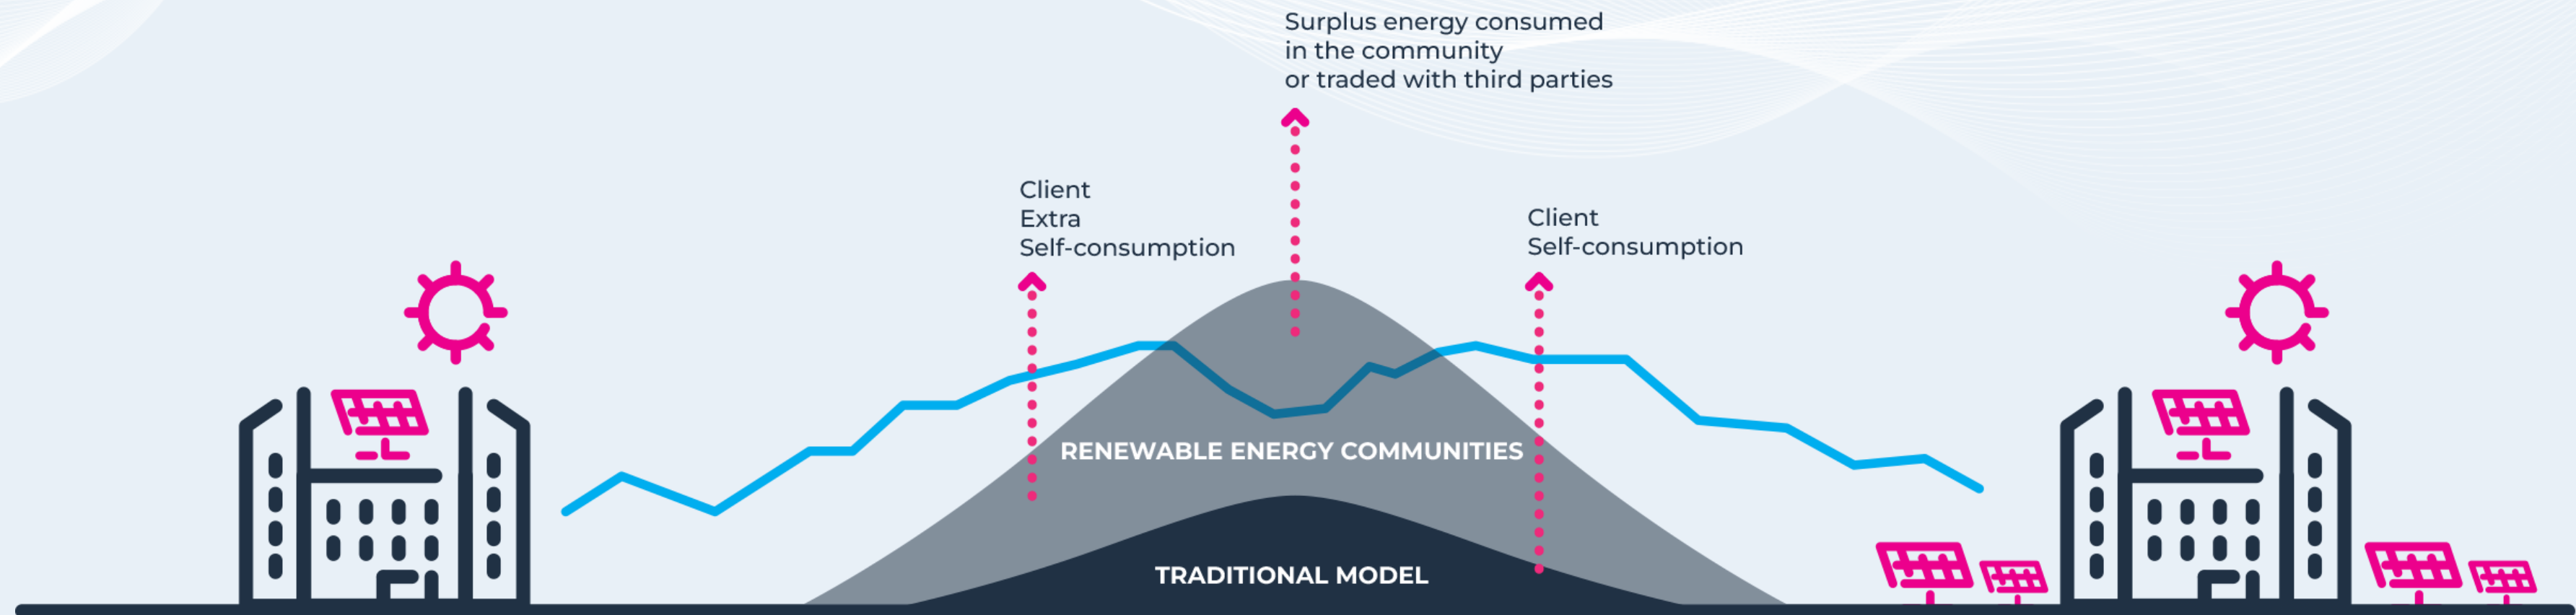 Surplus energy consumed
in the community
or traded with third parties
Client
Extra
Self-consumption
Client
Self-consumption
RENEWABLE ENERGY COMMUNITIES
TRADITIONAL MODEL